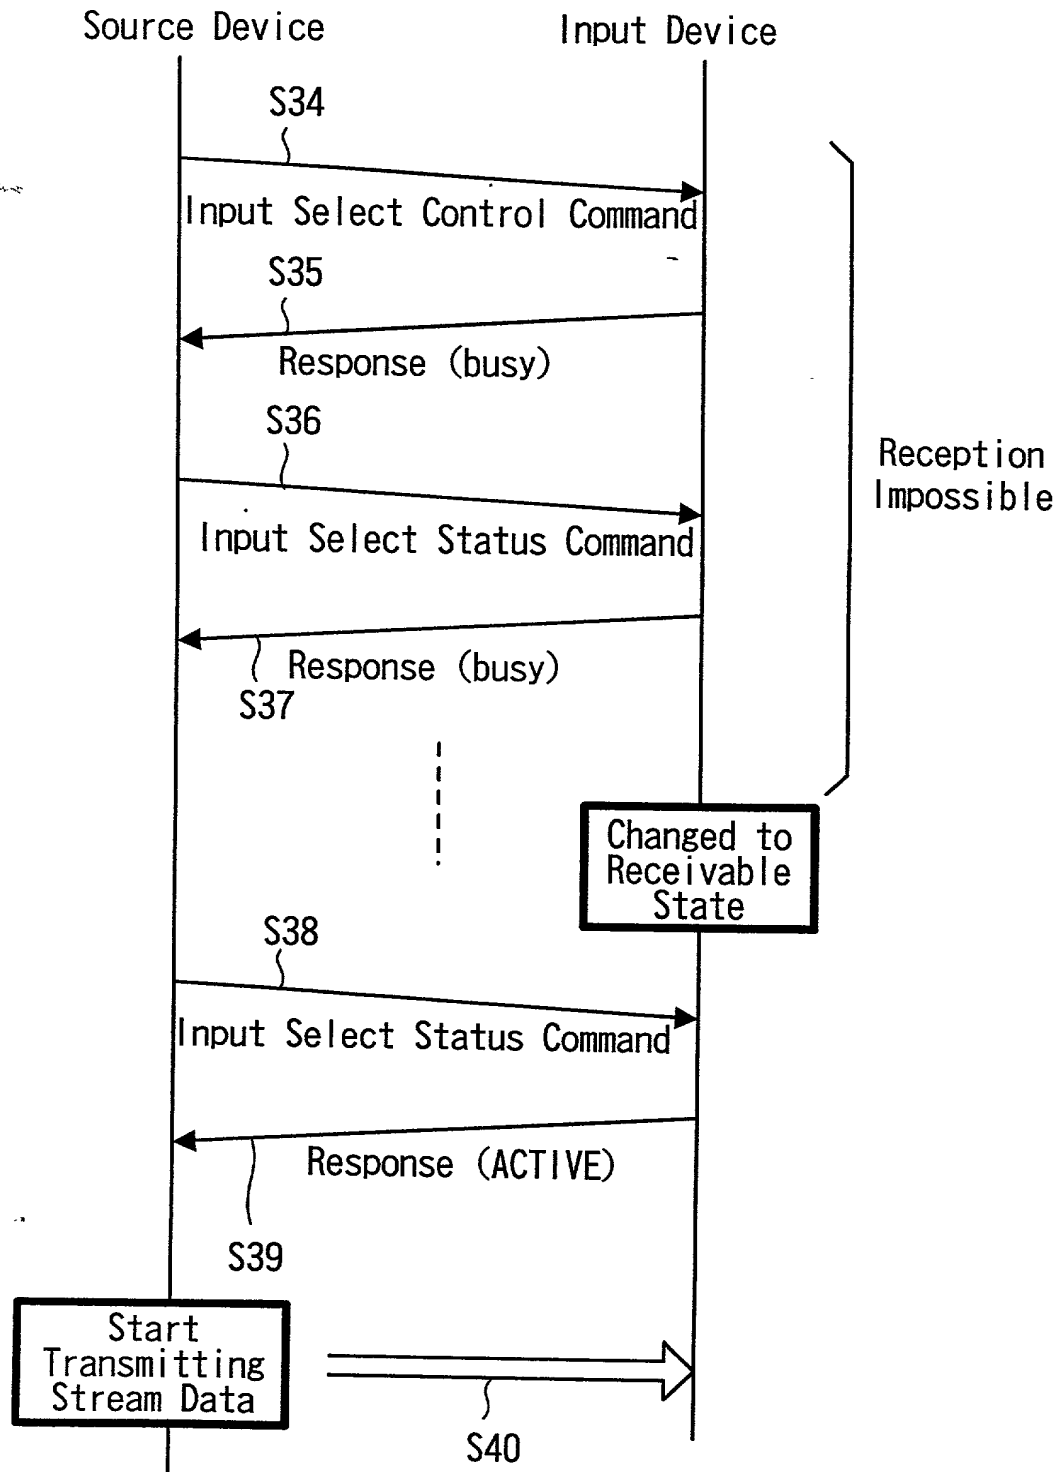 Source Device
Input Device
S34
Input Select Control Command
S35
Response (busy)
S36
Reception
Impossible
Input Select Status Command
Response (busy)
S37
Changed to
Receivable
State
S38
Input Select Status Command
Response (ACTIVE)
S39
Start
Transmitting
Stream Data
S40